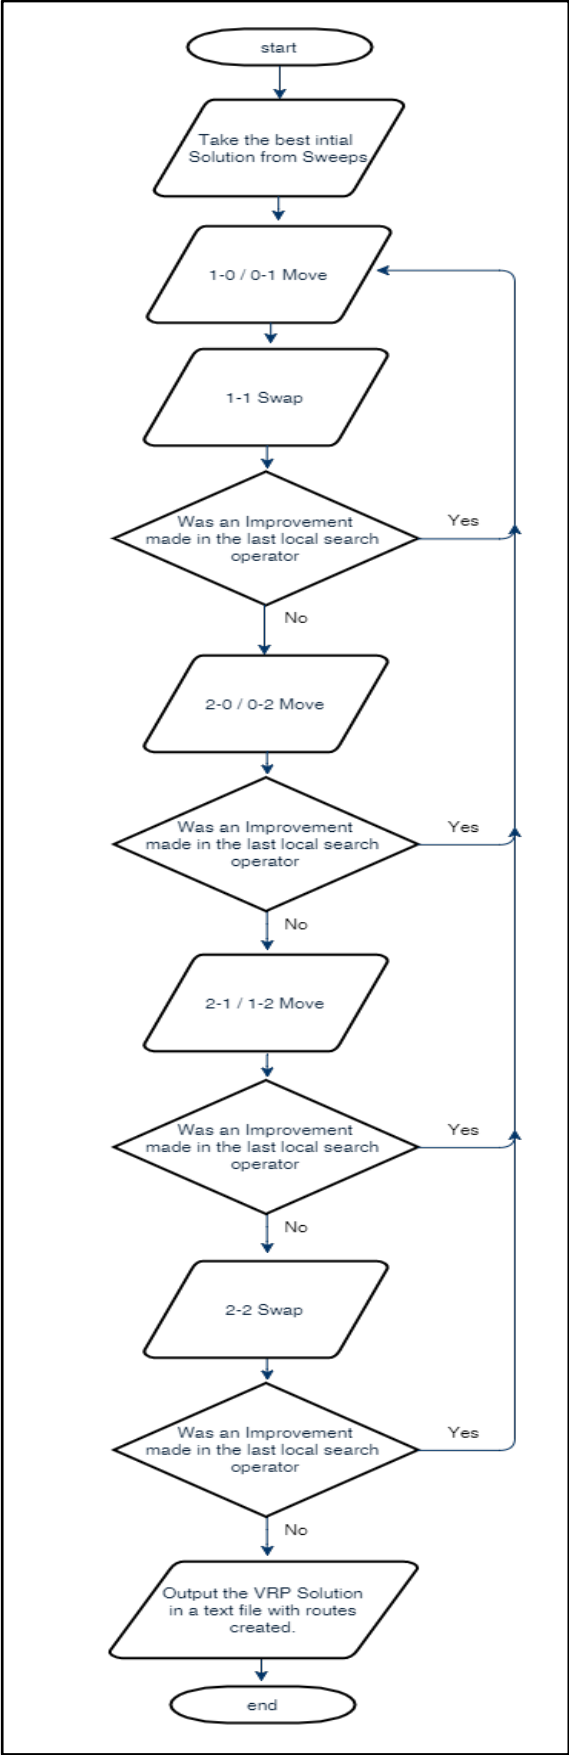 start
Take the best intial
Solution from Sweeps
1-0 / 0-1 Move
1-1 Swap
Was an Improvement
made in the last local search
operator
Yes
No
2-0 / 0-2 Move
Was an Improvement
made in the last local search
operator
Yes
No
2-1 / 1-2 Move
Was an Improvement
made in the last local search
operator
Yes
No
2-2 Swap
Was an Improvement
made in the last local search
operator
Yes
No
Output the VRP Solution
in a text file with routes
created.
end